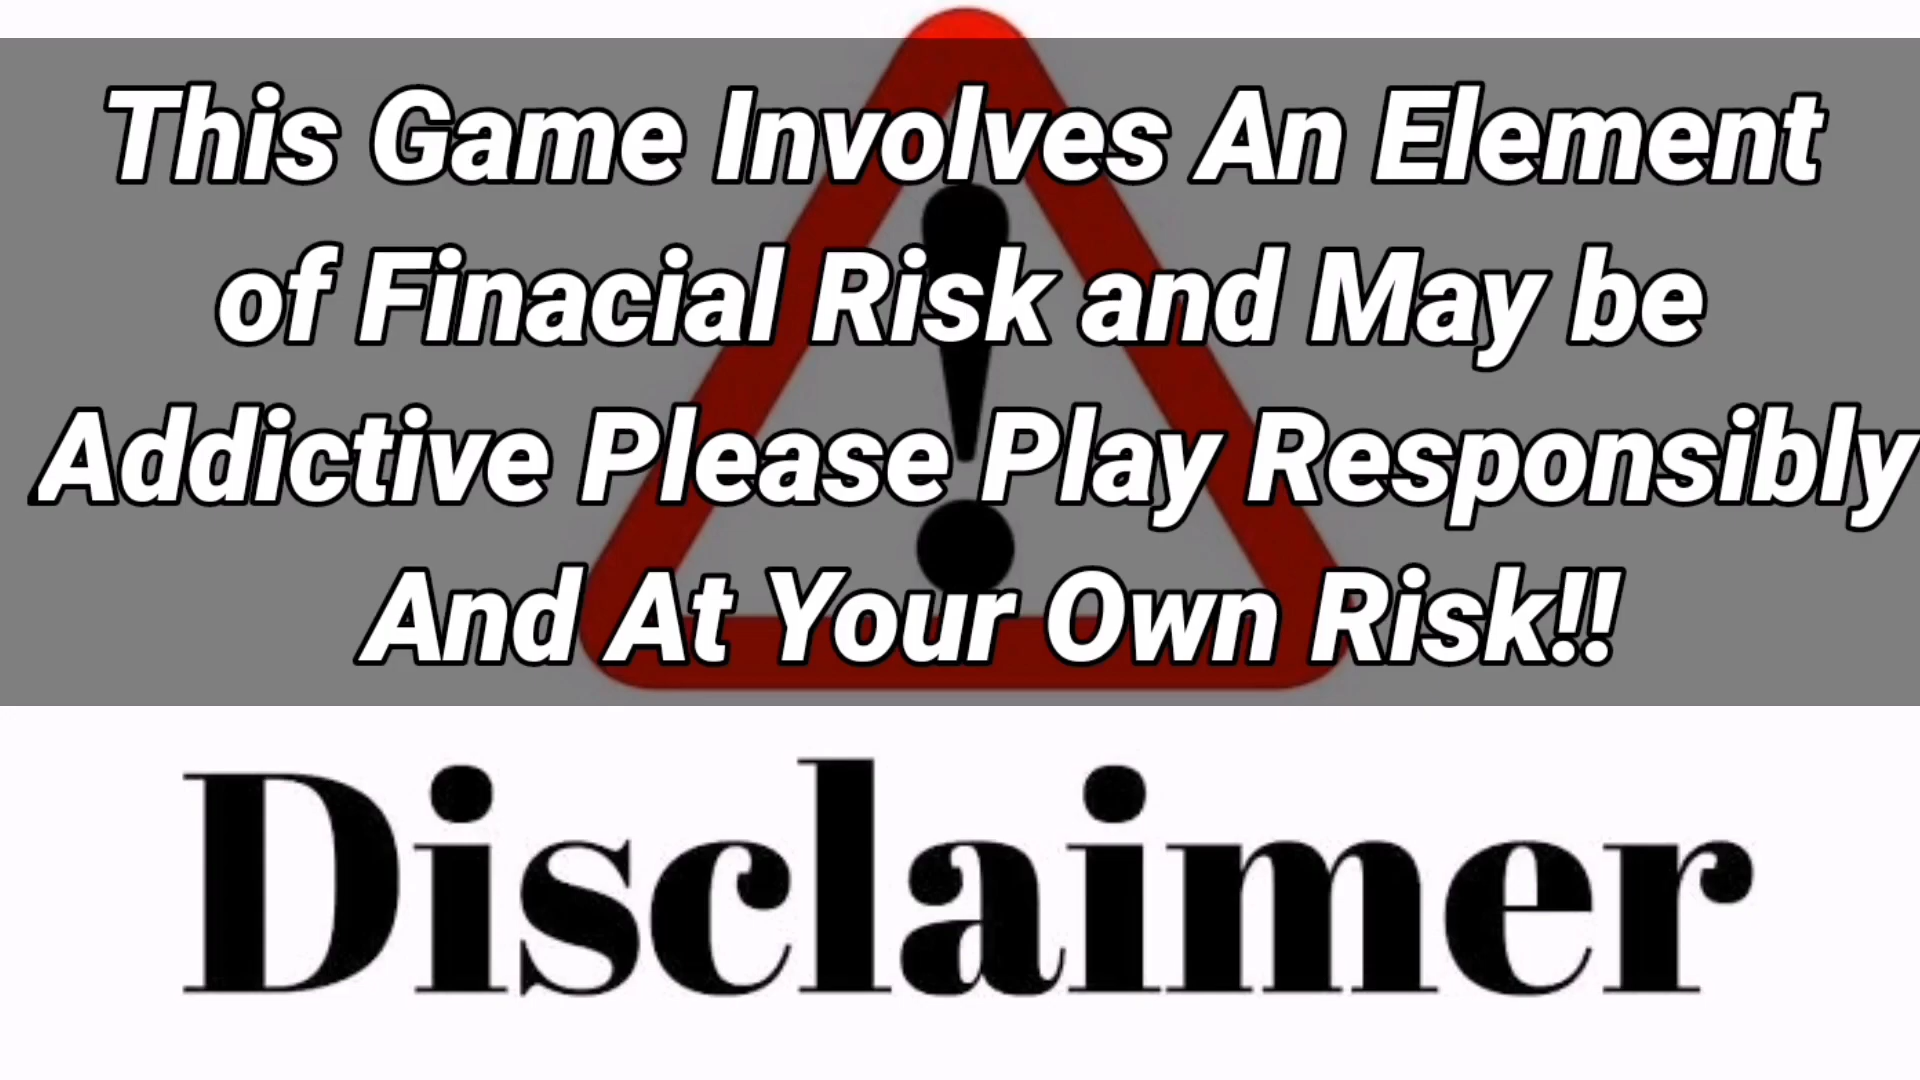 This Game Involves An Element
of Finacial Risk and May be
Addictive Please Play Responsibly
And At Your Own Risk!!
Disclaimer